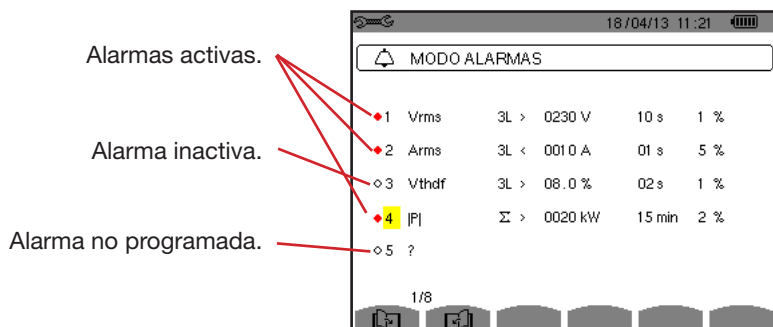 18/04/13 11:21
MODO ALARMAS
Alarmas activas.
1 Vrms 3L > 0230 V 10 s 1 %
2 Arms 3L < 0010 A 01 s 5 %
Alarma inactiva.
3 Vthdf 3L > 08.0 % 02 s 1 %
4 |P| Σ > 0020 kW 15 min 2 %
Alarma no programada.
5 ?
1/8